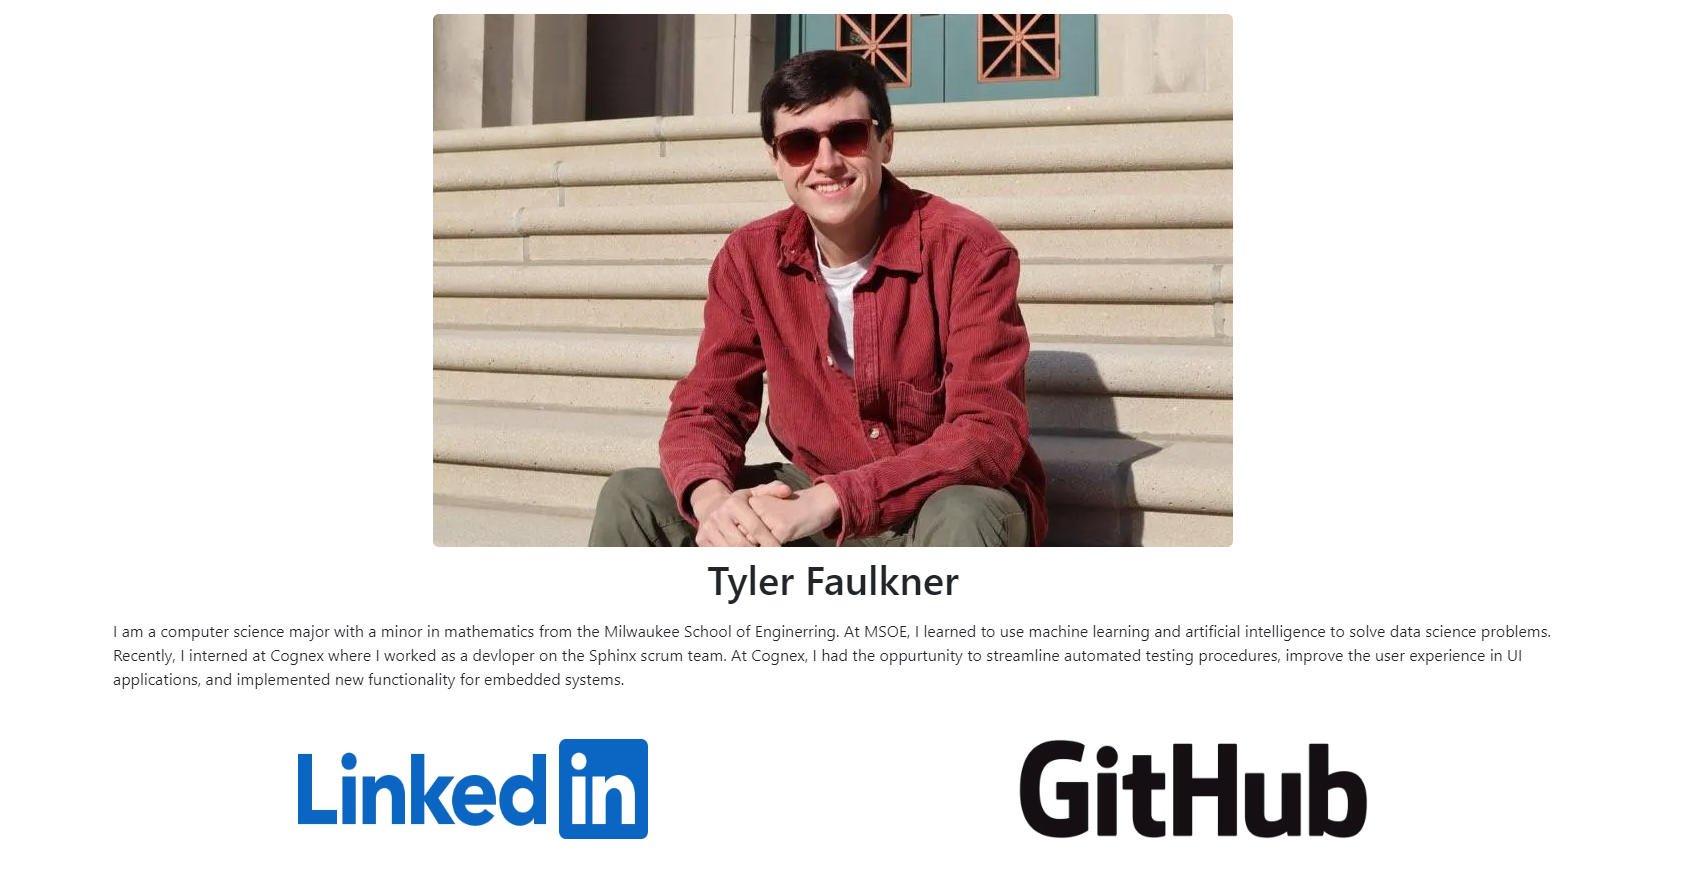 Tyler Faulkner
I am a computer science major with a minor in mathematics from the Milwaukee School of Enginerring. At MSOE, I learned to use machine learning and artificial intelligence to solve data science problems.
Recently, I interned at Cognex where I worked as a devloper on the Sphinx scrum team. At Cognex, I had the oppurtunity to streamline automated testing procedures, improve the user experience in UI
applications, and implemented new functionality for embedded systems.
Linked in GitHub